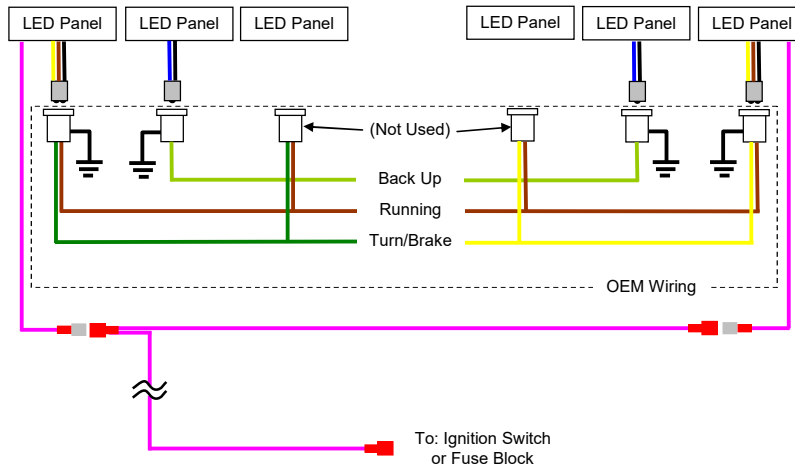 LED Panel
LED Panel
LED Panel
LED Panel
LED Panel
LED Panel
(Not Used)
Back Up
Running
Turn/Brake
OEM Wiring
To: Ignition Switch
or Fuse Block